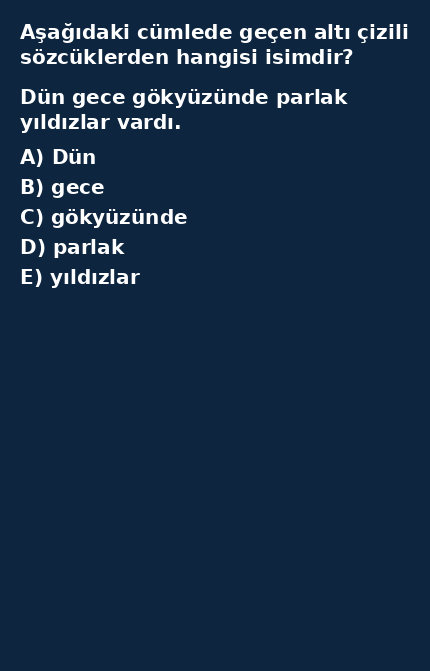 Aşağıdaki cümlede geçen altı çizili
sözcüklerden hangisi isimdir?
Dün gece gökyüzünde parlak
yıldızlar vardı.
A) Dün
B) gece
C) gökyüzünde
D) parlak
E) yıldızlar